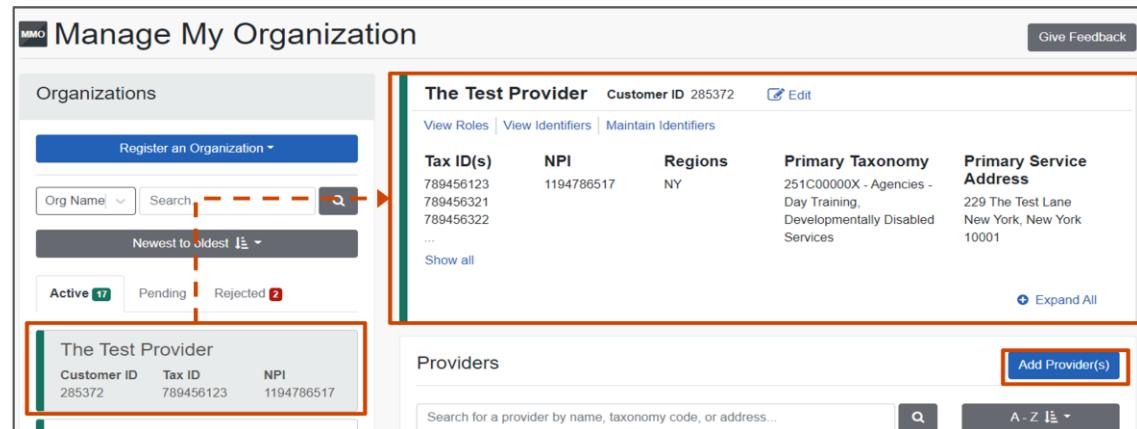 MMO Manage My Organization
Give Feedback
Organizations
Register an Organization
Org Name Search
Newest to oldest
Active 17 Pending Rejected 2
The Test Provider
Customer ID Tax ID NPI
285372 789456123 1194786517
The Test Provider Customer ID 285372 Edit
View Roles View Identifiers Maintain Identifiers
Tax ID(s) NPI Regions Primary Taxonomy Primary Service
Address
789456123 1194786517 NY 251C00000X - Agencies - 229 The Test Lane
789456321 Day Training, New York, New York
789456322 Developmentally Disabled 10001
... Services
Show all
Expand All
Providers
Add Provider(s)
Search for a provider by name, taxonomy code, or address...
A - Z